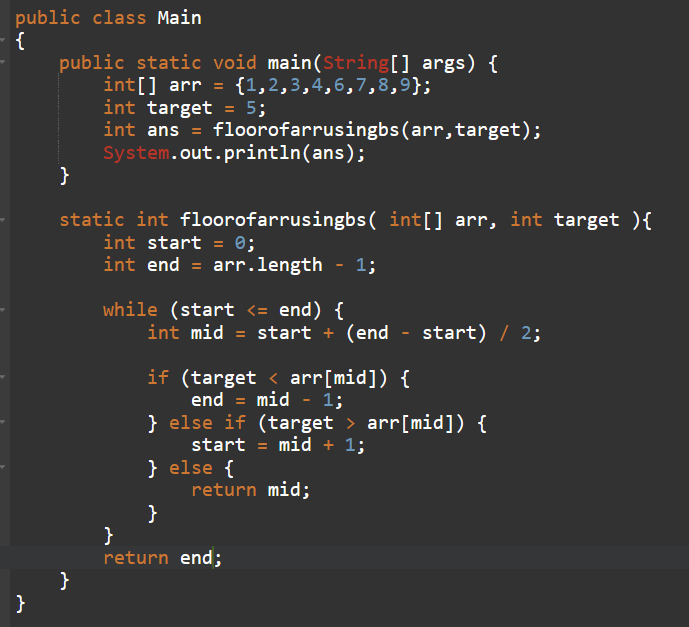 public class Main
{
    public static void main(String[] args) {
        int[] arr = {1,2,3,4,6,7,8,9};
        int target = 5;
        int ans = floorofarrusingbs(arr,target);
        System.out.println(ans);
    }

    static int floorofarrusingbs( int[] arr, int target ){
        int start = 0;
        int end = arr.length - 1;

        while (start <= end) {
            int mid = start + (end - start) / 2;

            if (target < arr[mid]) {
                end = mid - 1;
            } else if (target > arr[mid]) {
                start = mid + 1;
            } else {
                return mid;
            }
        }
        return end;
    }
}